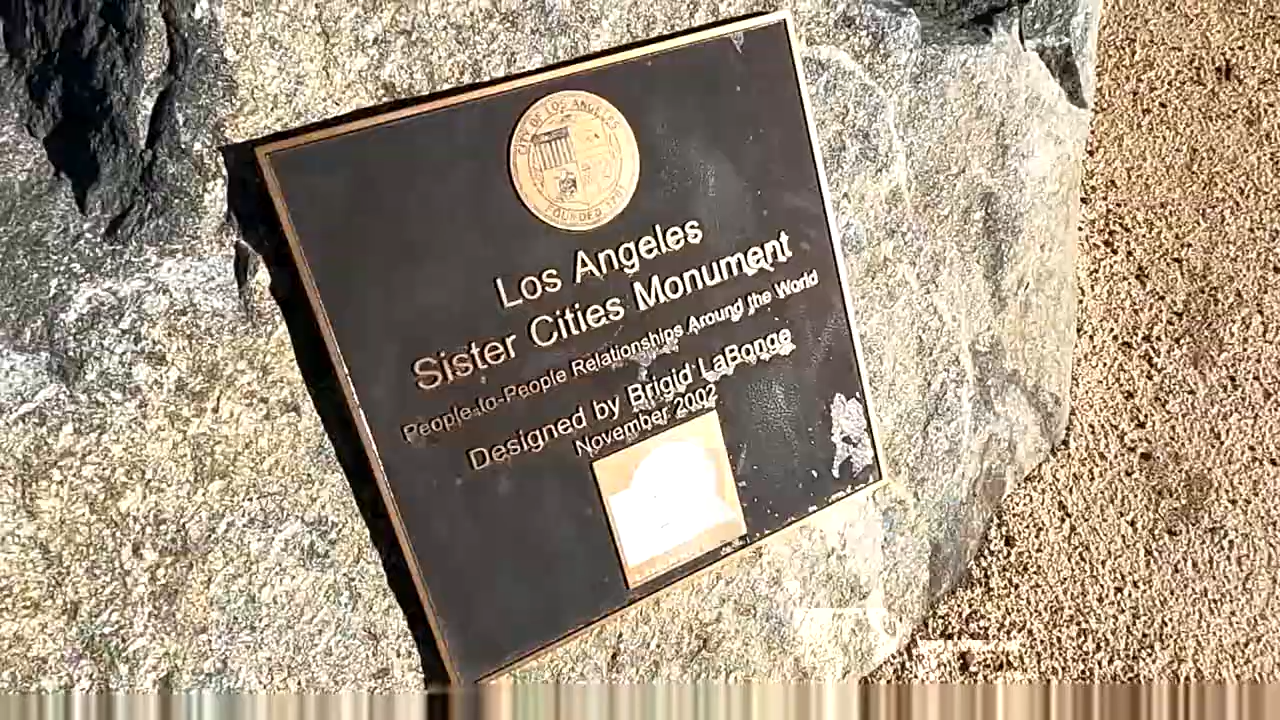 CITY OF LOS ANGELES
FOUNDED 1781
Los Angeles
Sister Cities Monument
People-to-People Relationships Around the World
Designed by Brigid LaBonge
November 2002